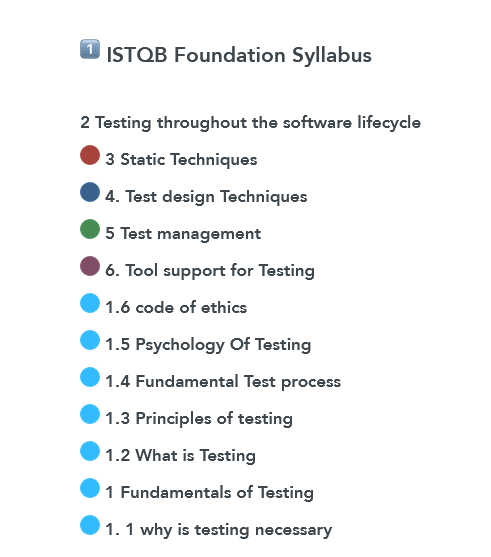 1 ISTQB Foundation Syllabus
2 Testing throughout the software lifecycle
3 Static Techniques
4. Test design Techniques
5 Test management
6. Tool support for Testing
1.6 code of ethics
1.5 Psychology Of Testing
1.4 Fundamental Test process
1.3 Principles of testing
1.2 What is Testing
1 Fundamentals of Testing
1. 1 why is testing necessary